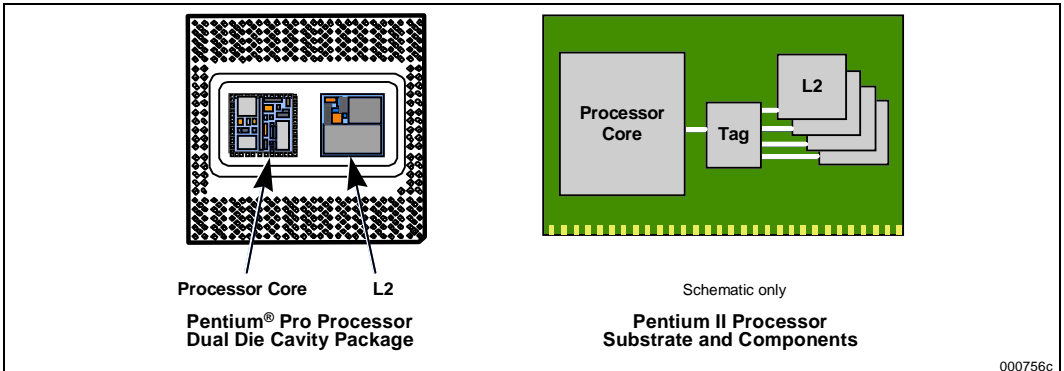 Processor Core L2
Pentium® Pro Processor
Dual Die Cavity Package
Processor
Core
Tag
L2
Schematic only
Pentium II Processor
Substrate and Components
000756c